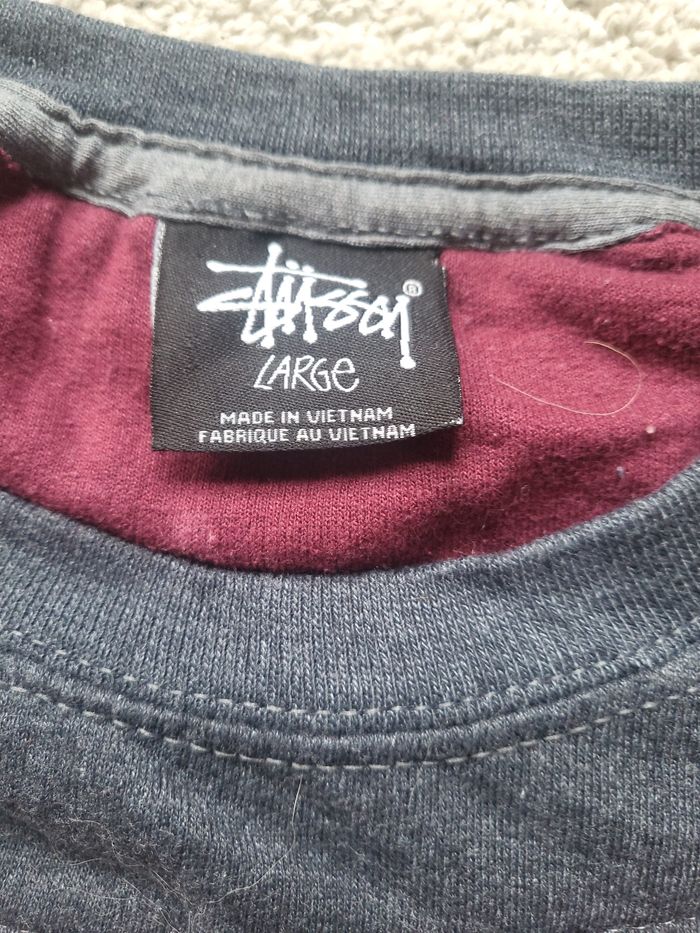 Stüssy ®
LARGE
MADE IN VIETNAM
FABRIQUE AU VIETNAM